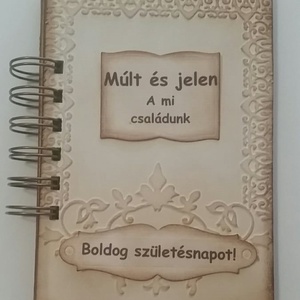 Múlt és jelen
A mi
családunk
Boldog születésnapot!